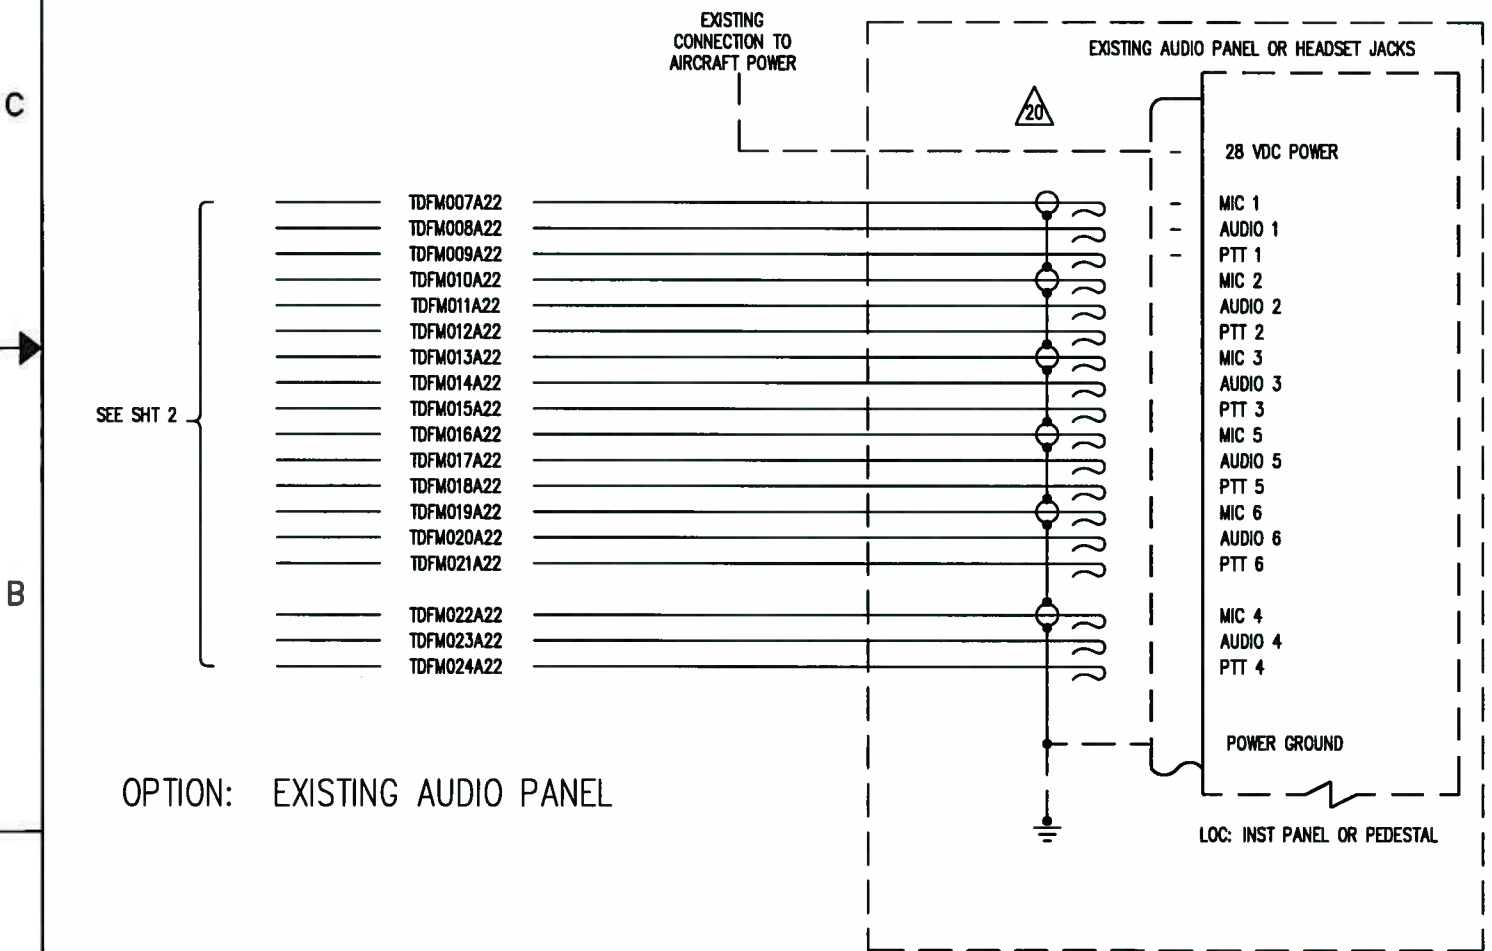 EXISTING
CONNECTION TO
AIRCRAFT POWER
EXISTING AUDIO PANEL OR HEADSET JACKS
C
20
28 VDC POWER
TDFM007A22 MIC 1
TDFM008A22 AUDIO 1
TDFM009A22 PTT 1
TDFM010A22 MIC 2
TDFM011A22 AUDIO 2
TDFM012A22 PTT 2
TDFM013A22 MIC 3
TDFM014A22 AUDIO 3
SEE SHT 2 TDFM015A22 PTT 3
TDFM016A22 MIC 5
TDFM017A22 AUDIO 5
TDFM018A22 PTT 5
TDFM019A22 MIC 6
TDFM020A22 AUDIO 6
TDFM021A22 PTT 6
B
TDFM022A22 MIC 4
TDFM023A22 AUDIO 4
TDFM024A22 PTT 4
POWER GROUND
OPTION: EXISTING AUDIO PANEL
LOC: INST PANEL OR PEDESTAL